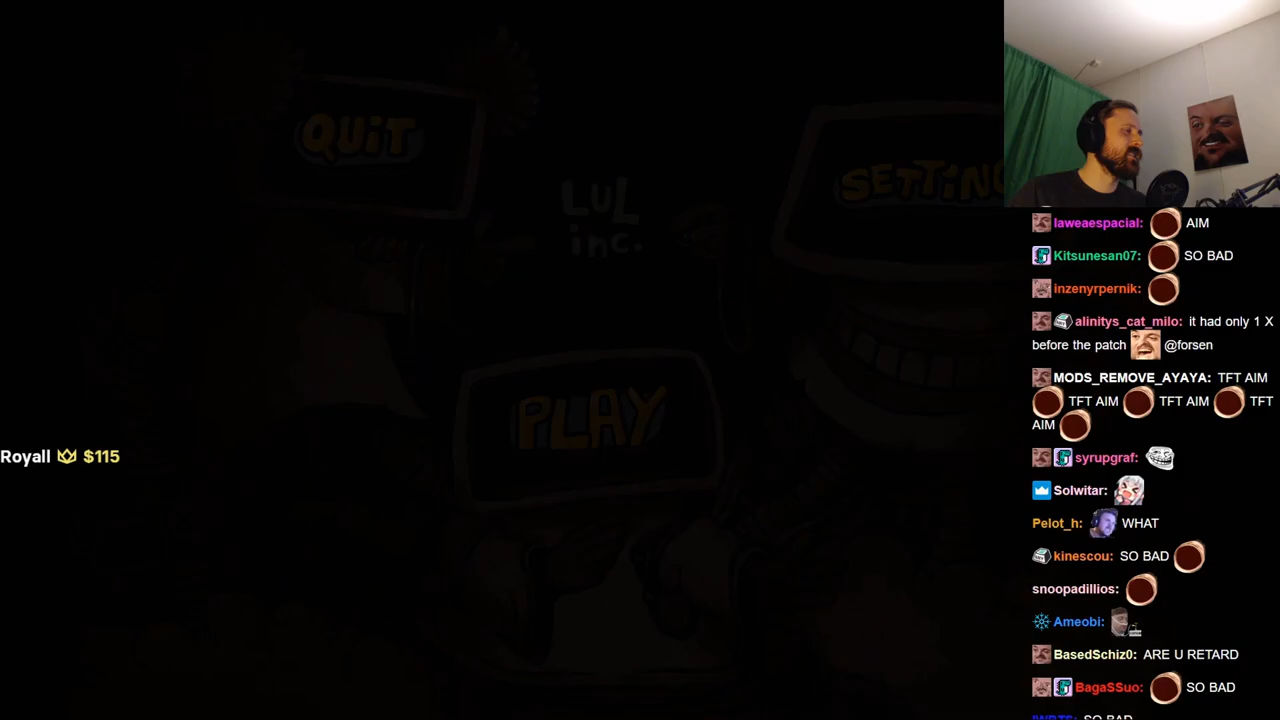 QUiT
LUL
inc.
SETTiNG
PLAY
Royall $115
laweaespacial: AIM
Kitsunesan07: SO BAD
inzenyrpernik:
alinitys_cat_milo: it had only 1 X
before the patch @forsen
MODS_REMOVE_AYAYA: TFT AIM
TFT AIM TFT AIM TFT
AIM
syrupgraf:
Solwitar:
Pelot_h: WHAT
kinescou: SO BAD
snoopadillios:
Ameobi:
BasedSchiz0: ARE U RETARD
BagaSSuo: SO BAD